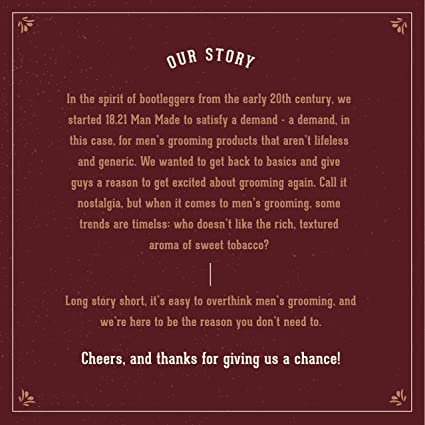 OUR STORY
In the spirit of bootleggers from the early 20th century, we
started 18.21 Man Made to satisfy a demand - a demand, in
this case, for men's grooming products that aren't lifeless
and generic. We wanted to get back to basics and give
guys a reason to get excited about grooming again. Call it
nostalgia, but when it comes to men's grooming, some
trends are timelss: who doesn't like the rich, textured
aroma of sweet tobacco?
Long story short, it's easy to overthink men's grooming, and
we're here to be the reason you don't need to.
Cheers, and thanks for giving us a chance!